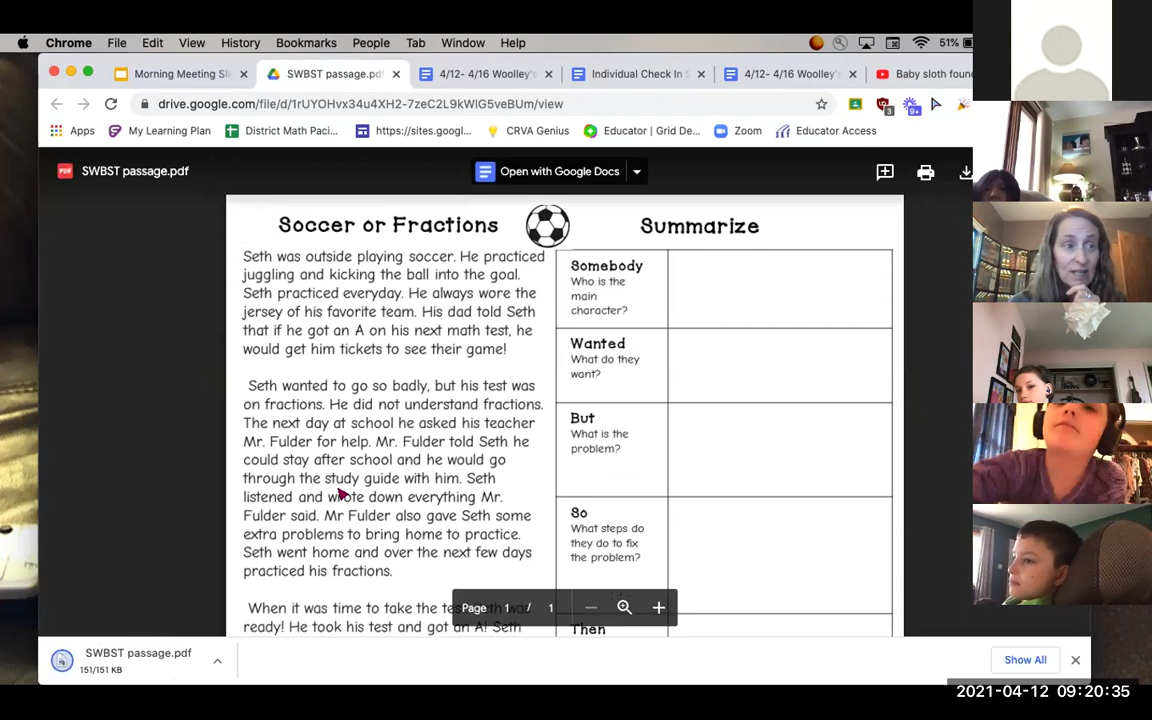 Chrome File Edit View History Bookmarks People Tab Window Help 51%
Morning Meeting Sli SWBST passage.pdf 4/12- 4/16 Woolley's Individual Check In S 4/12- 4/16 Woolley's Baby sloth foun
drive.google.com/file/d/1rUYOHvx34u4XH2-7zeC2L9kWlG5veBUm/view 3 9+
Apps My Learning Plan District Math Paci... https://sites.googl... CRVA Genius Educator | Grid De... Zoom Educator Access
PDF SWBST passage.pdf Open with Google Docs
Soccer or Fractions
Seth was outside playing soccer. He practiced
juggling and kicking the ball into the goal.
Seth practiced everyday. He always wore the
jersey of his favorite team. His dad told Seth
that if he got an A on his next math test, he
would get him tickets to see their game!
Seth wanted to go so badly, but his test was
on fractions. He did not understand fractions.
The next day at school he asked his teacher
Mr. Fulder for help. Mr. Fulder told Seth he
could stay after school and he would go
through the study guide with him. Seth
listened and wrote down everything Mr.
Fulder said. Mr Fulder also gave Seth some
extra problems to bring home to practice.
Seth went home and over the next few days
practiced his fractions.
When it was time to take the test Seth was
ready! He took his test and got an A! Seth
Summarize
Somebody
Who is the
main
character?
Wanted
What do they
want?
But
What is the
problem?
So
What steps do
they do to fix
the problem?
Then
Page 1 / 1
SWBST passage.pdf
151/151 KB
Show All
2021-04-12 09:20:35